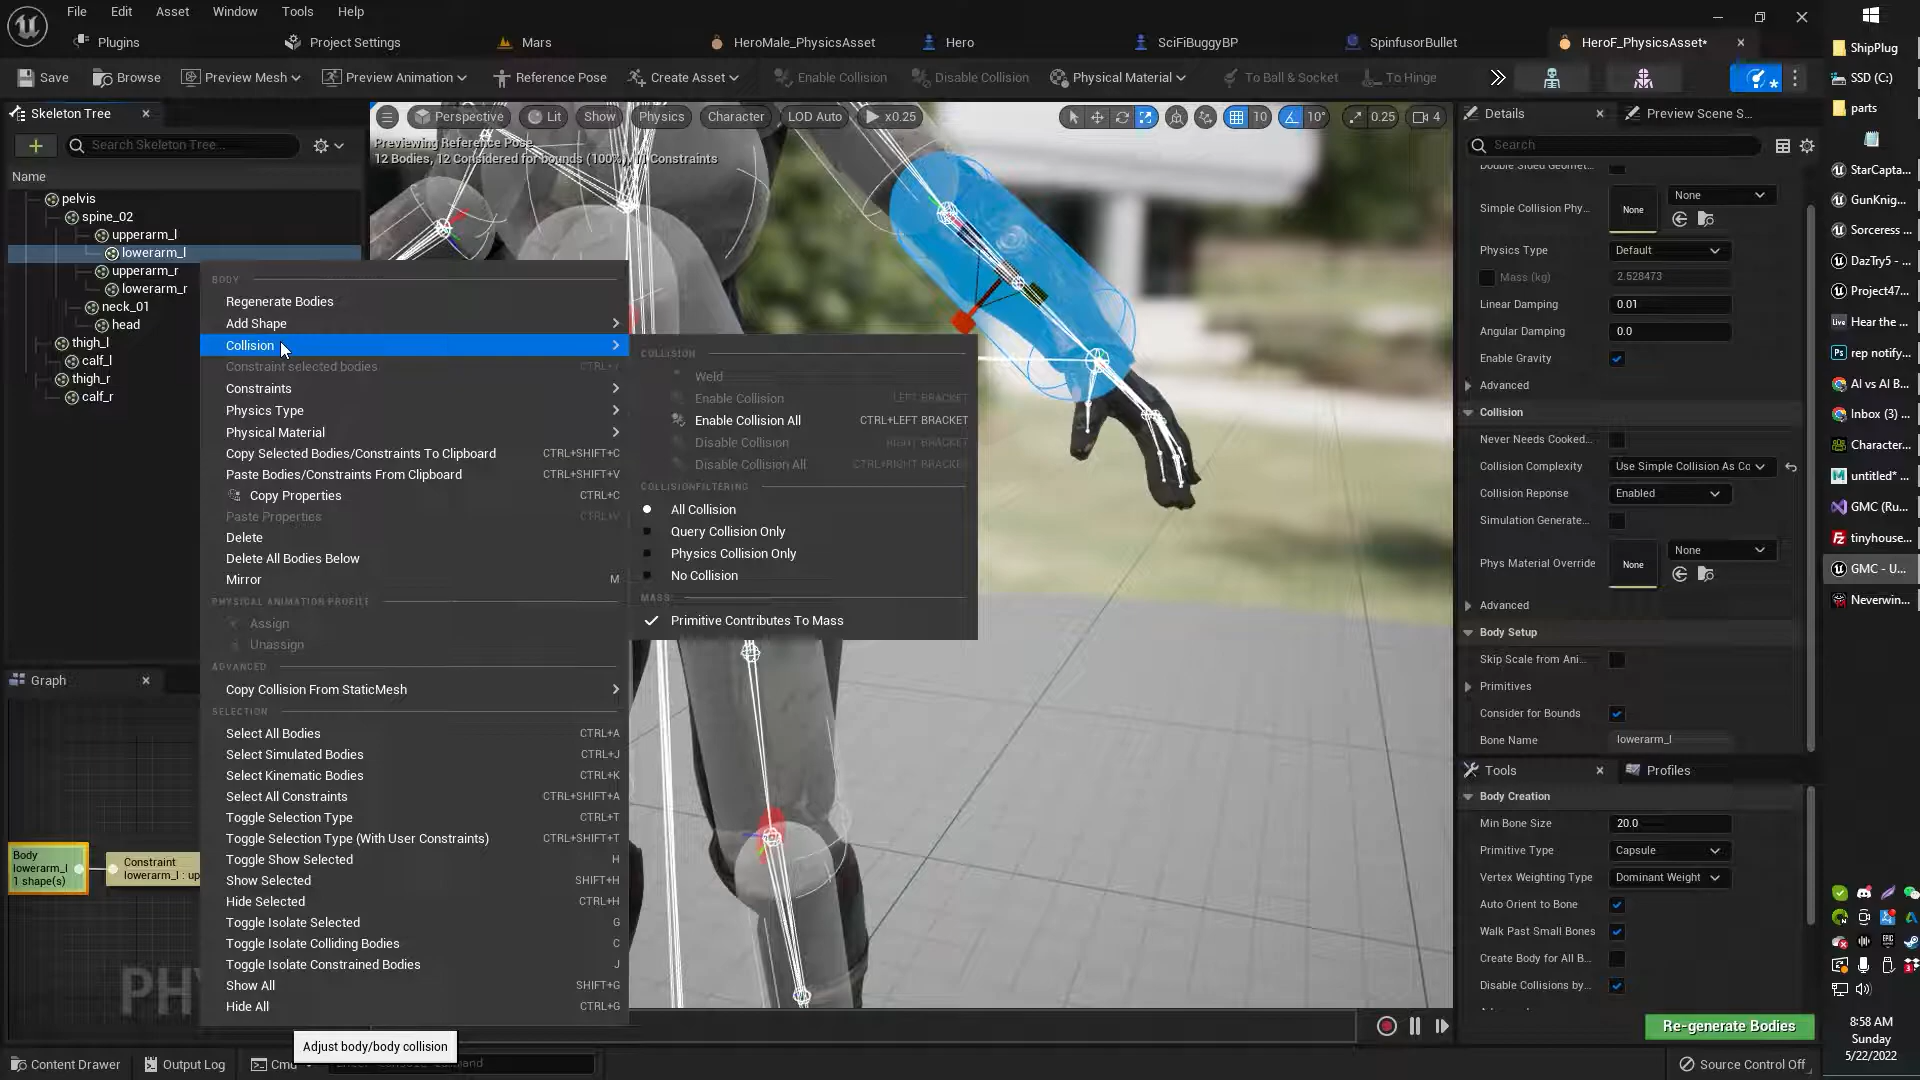 File Edit Asset Window Tools Help
Plugins Project Settings Mars HeroMale_PhysicsAsset Hero SciFiBuggyBP SpinfusorBullet HeroF_PhysicsAsset*
Save Browse Preview Mesh Preview Animation Reference Pose Create Asset Enable Collision Disable Collision Physical Material To Ball & Socket To Hinge
Skeleton Tree
Search Skeleton Tree...
Name
pelvis
spine_02
upperarm_l
lowerarm_l
upperarm_r
lowerarm_r
neck_01
head
thigh_l
calf_l
thigh_r
calf_r
Perspective Lit Show Physics Character LOD Auto x0.25 10 10° 0.25 4
Previewing Reference Pose
12 Bodies, 12 Considered for bounds (100%), Constraints
BODY
Regenerate Bodies
Add Shape
Collision
Constraint selected bodies
Constraints
Physics Type
Physical Material
Copy Selected Bodies/Constraints To Clipboard CTRL+SHIFT+C
Paste Bodies/Constraints From Clipboard CTRL+SHIFT+V
Copy Properties CTRL+C
Paste Properties CTRL+V
Delete
Delete All Bodies Below
Mirror M
PHYSICAL ANIMATION PROFILE
Assign
Unassign
ADVANCED
Copy Collision From StaticMesh
SELECTION
Select All Bodies CTRL+A
Select Simulated Bodies CTRL+J
Select Kinematic Bodies CTRL+K
Select All Constraints CTRL+SHIFT+A
Toggle Selection Type CTRL+T
Toggle Selection Type (With User Constraints) CTRL+SHIFT+T
Toggle Show Selected H
Show Selected SHIFT+H
Hide Selected CTRL+H
Toggle Isolate Selected G
Toggle Isolate Colliding Bodies C
Toggle Isolate Constrained Bodies J
Show All SHIFT+G
Hide All CTRL+G
COLLISION
Weld
Enable Collision LEFT BRACKET
Enable Collision All CTRL+LEFT BRACKET
Disable Collision RIGHT BRACKET
Disable Collision All CTRL+RIGHT BRACKET
COLLISIONFILTERING
All Collision
Query Collision Only
Physics Collision Only
No Collision
MASS
Primitive Contributes To Mass
Adjust body/body collision
Graph
Body
lowerarm_l
1 shape(s)
Constraint
lowerarm_l : up
Details Preview Scene S...
Search
Double Sided Geomet...
Simple Collision Phy... None None
Physics Type Default
Mass (kg) 2.528473
Linear Damping 0.01
Angular Damping 0.0
Enable Gravity
Advanced
Collision
Never Needs Cooked...
Collision Complexity Use Simple Collision As Co
Collision Reponse Enabled
Simulation Generate...
Phys Material Override None None
Advanced
Body Setup
Skip Scale from Ani...
Primitives
Consider for Bounds
Bone Name lowerarm_l
Tools Profiles
Body Creation
Min Bone Size 20.0
Primitive Type Capsule
Vertex Weighting Type Dominant Weight
Auto Orient to Bone
Walk Past Small Bones
Create Body for All B...
Disable Collisions by...
Re-generate Bodies
Content Drawer Output Log Cmd Source Control Off
ShipPlug
SSD (C:)
parts
StarCapta...
GunKnig...
Sorceress ...
DazTry5 - ...
Project47...
Hear the ...
rep notify...
AI vs AI B...
Inbox (3) ...
Character...
untitled* ...
GMC (Ru...
tinyhouse...
GMC - U...
Neverwin...
8:58 AM
Sunday
5/22/2022